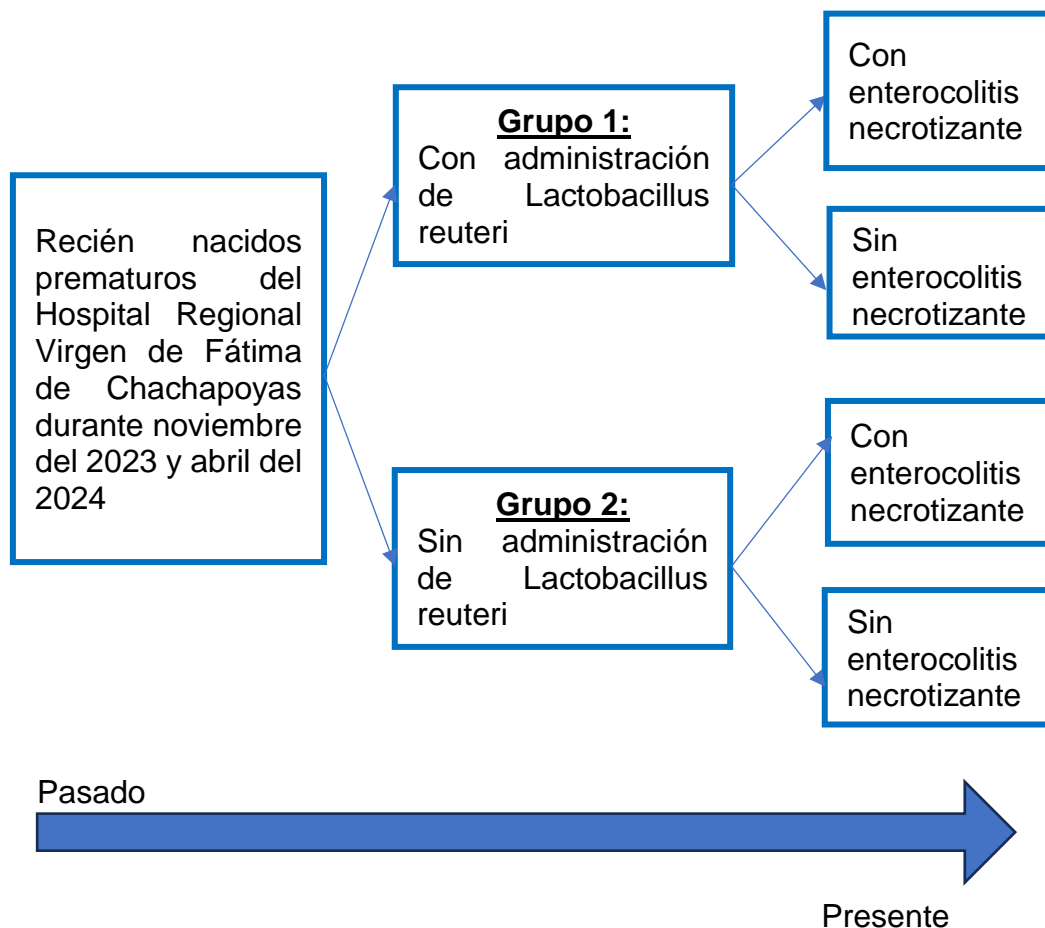 Recién nacidos
prematuros del
Hospital Regional
Virgen de Fátima
de Chachapoyas
durante noviembre
del 2023 y abril del
2024
Grupo 1:
Con administración
de Lactobacillus
reuteri
Con
enterocolitis
necrotizante
Sin
enterocolitis
necrotizante
Grupo 2:
Sin administración
de Lactobacillus
reuteri
Con
enterocolitis
necrotizante
Sin
enterocolitis
necrotizante
Pasado
Presente